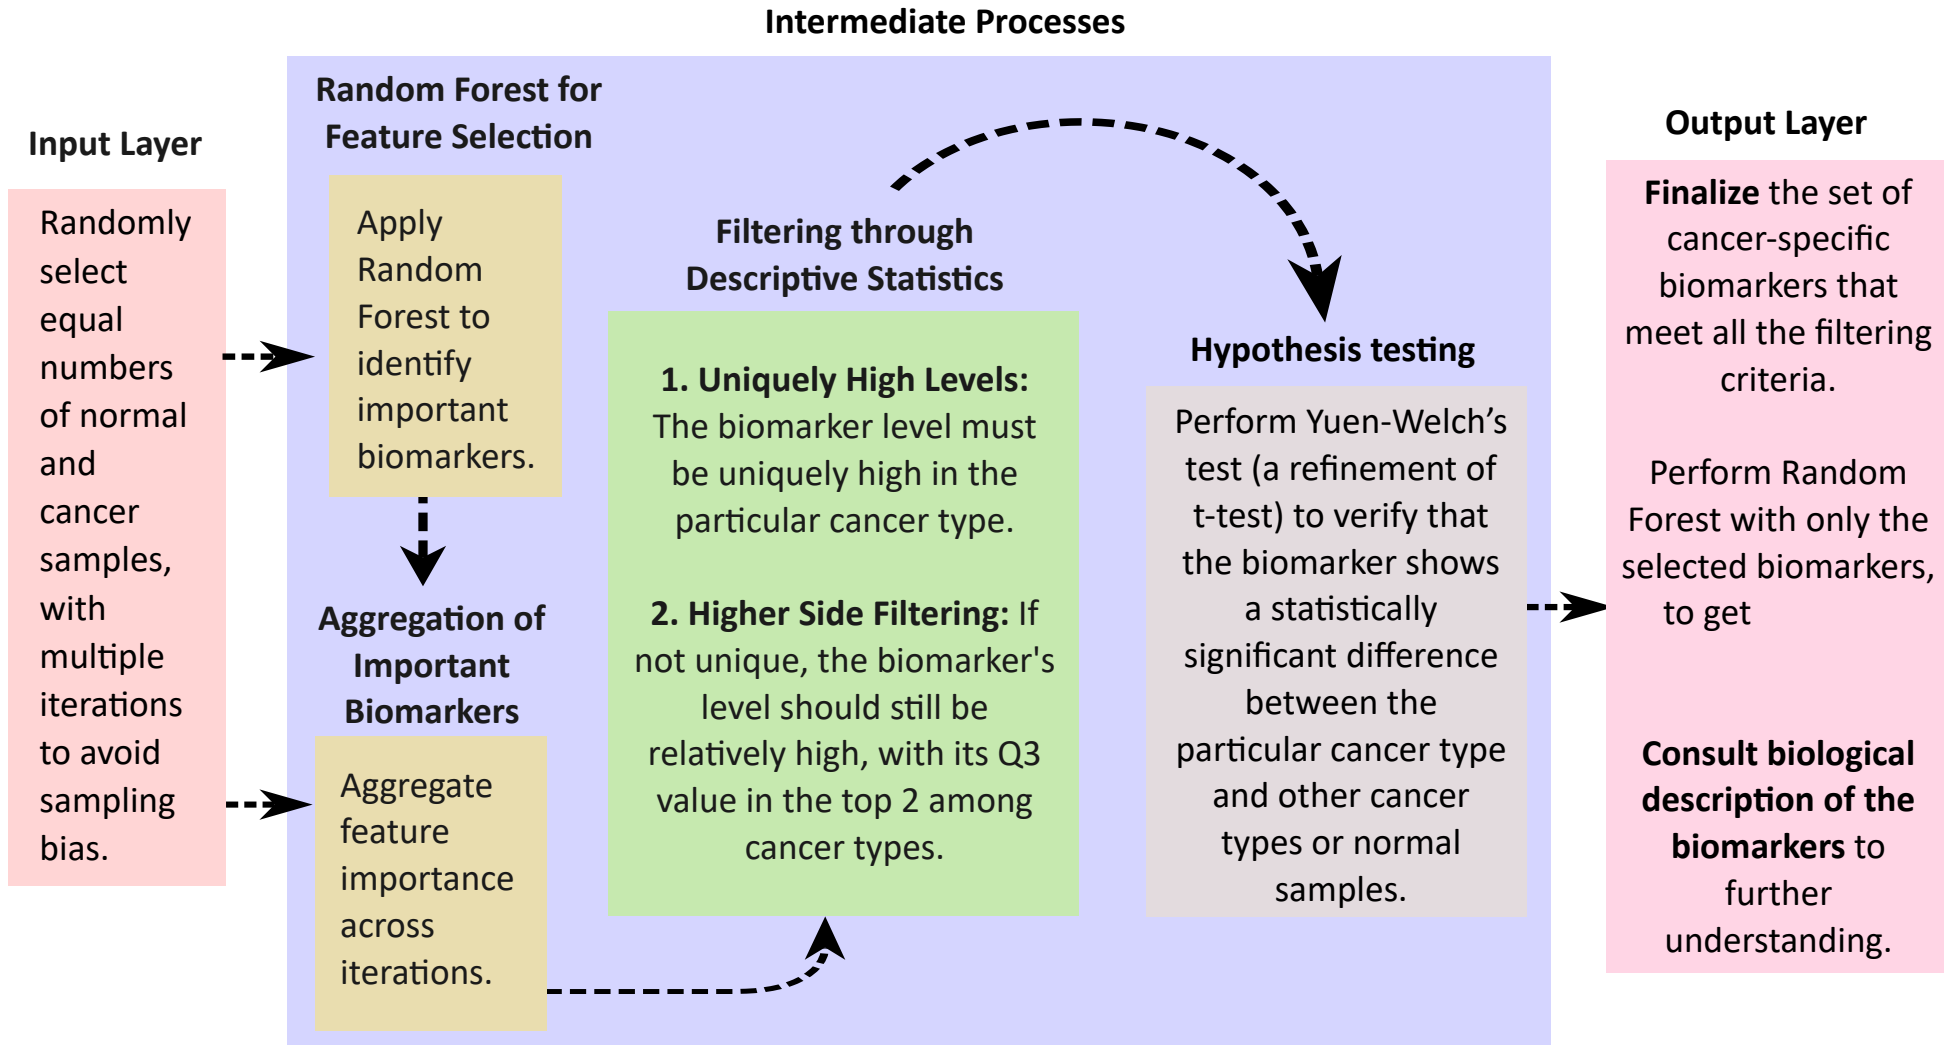 Intermediate Processes
Input Layer
Randomly
select
equal
numbers
of normal
and
cancer
samples,
with
multiple
iterations
to avoid
sampling
bias.
Random Forest for
Feature Selection
Apply
Random
Forest to
identify
important
biomarkers.
Aggregation of
Important
Biomarkers
Aggregate
feature
importance
across
iterations.
Filtering through
Descriptive Statistics
1. Uniquely High Levels:
The biomarker level must
be uniquely high in the
particular cancer type.
2. Higher Side Filtering: If
not unique, the biomarker's
level should still be
relatively high, with its Q3
value in the top 2 among
cancer types.
Hypothesis testing
Perform Yuen-Welch’s
test (a refinement of
t-test) to verify that
the biomarker shows
a statistically
significant difference
between the
particular cancer type
and other cancer
types or normal
samples.
Output Layer
Finalize the set of
cancer-specific
biomarkers that
meet all the filtering
criteria.
Perform Random
Forest with only the
selected biomarkers,
to get
Consult biological
description of the
biomarkers to
further
understanding.